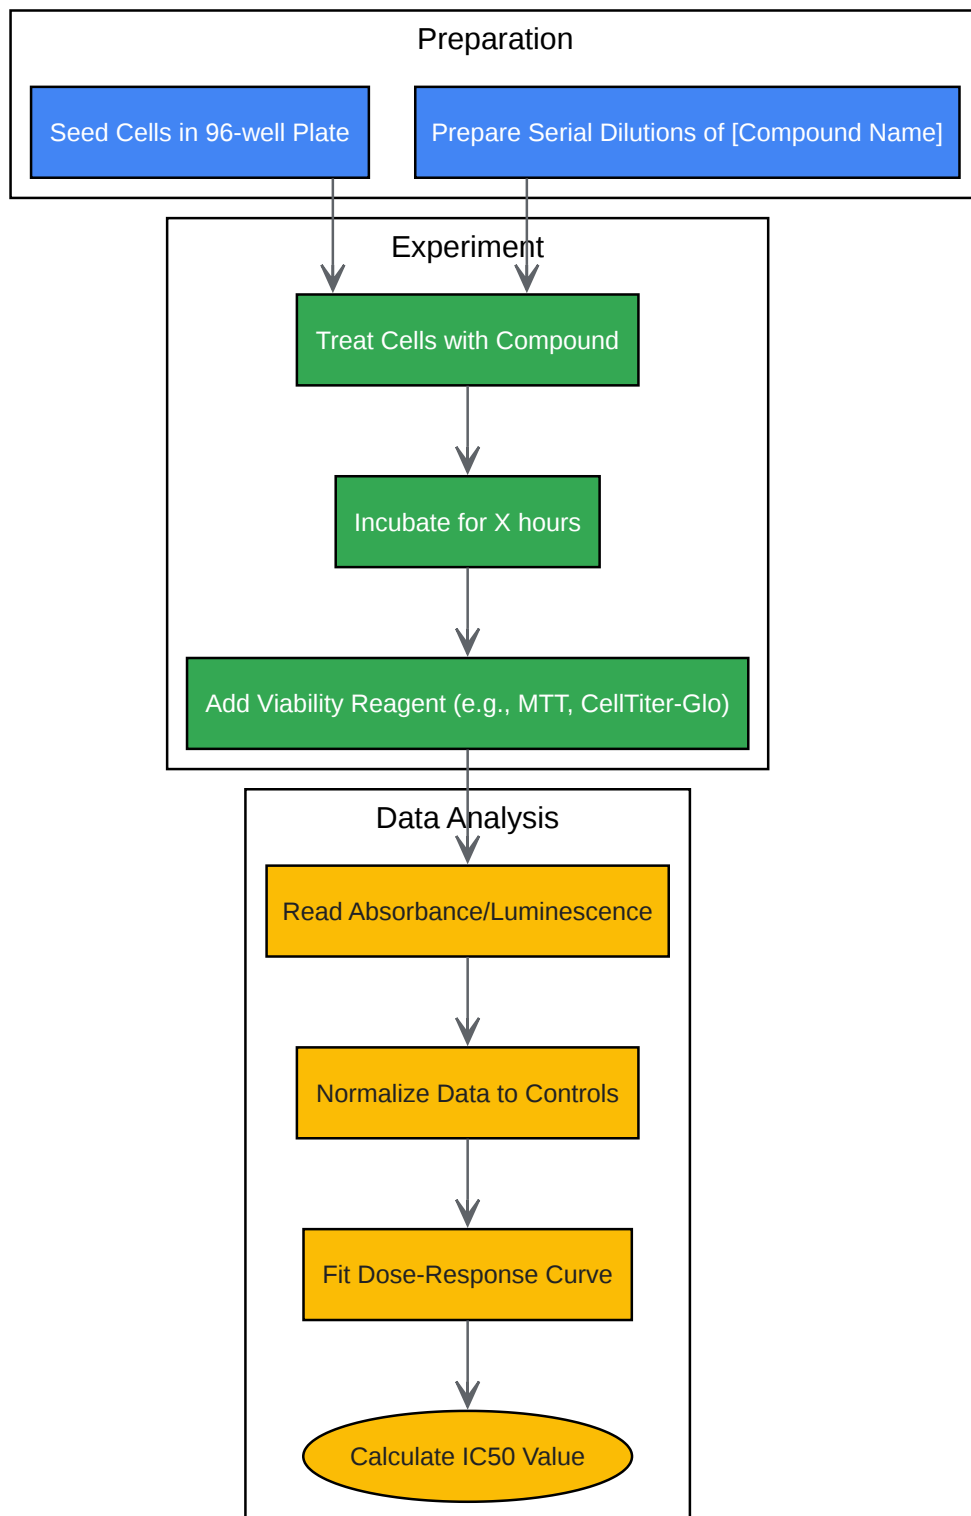 Preparation
Seed Cells in 96-well Plate
Prepare Serial Dilutions of [Compound Name]
Experiment
Treat Cells with Compound
Incubate for X hours
Add Viability Reagent (e.g., MTT, CellTiter-Glo)
Data Analysis
Read Absorbance/Luminescence
Normalize Data to Controls
Fit Dose-Response Curve
Calculate IC50 Value